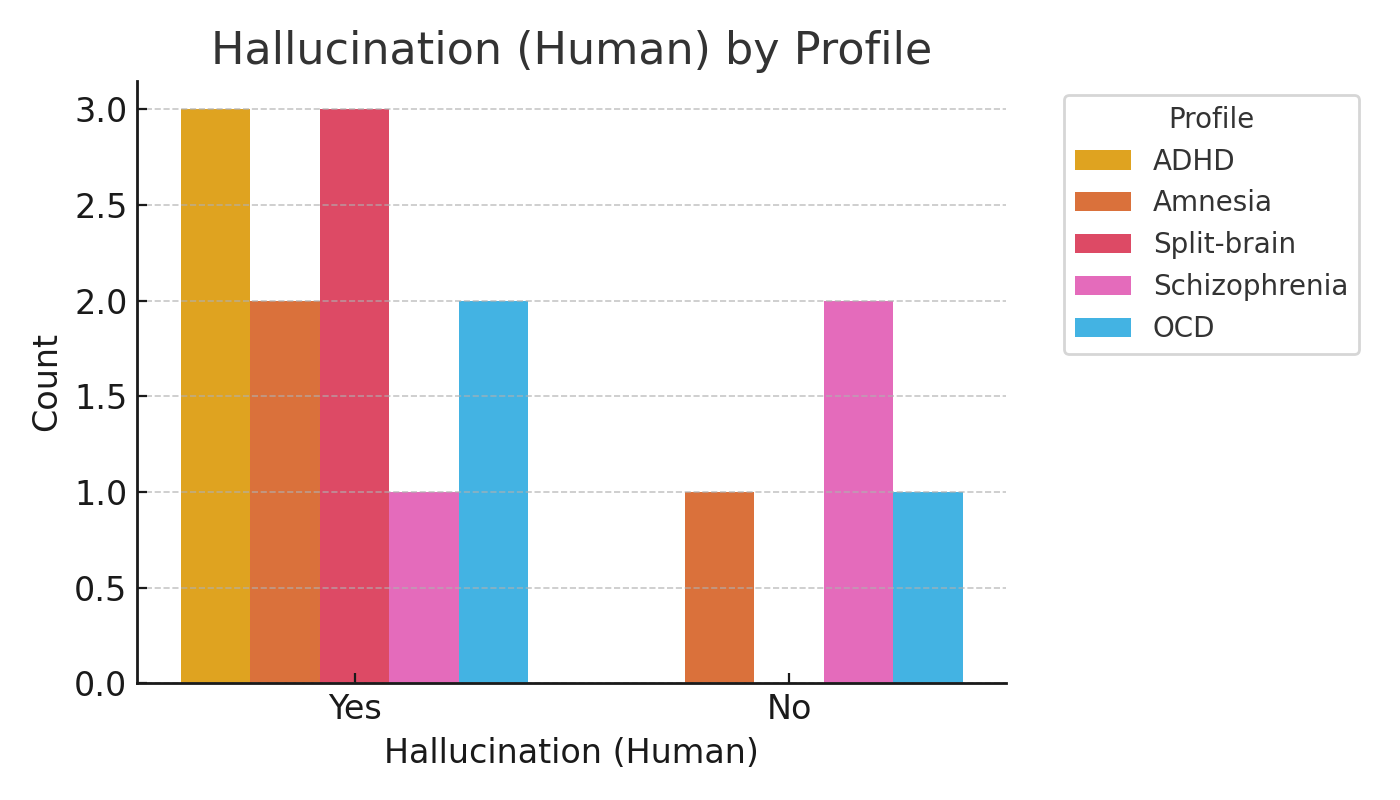 Hallucination (Human) by Profile
3.0
2.5
2.0
1.5
1.0
0.5
0.0
Count
Yes
No
Hallucination (Human)
Profile
ADHD
Amnesia
Split-brain
Schizophrenia
OCD